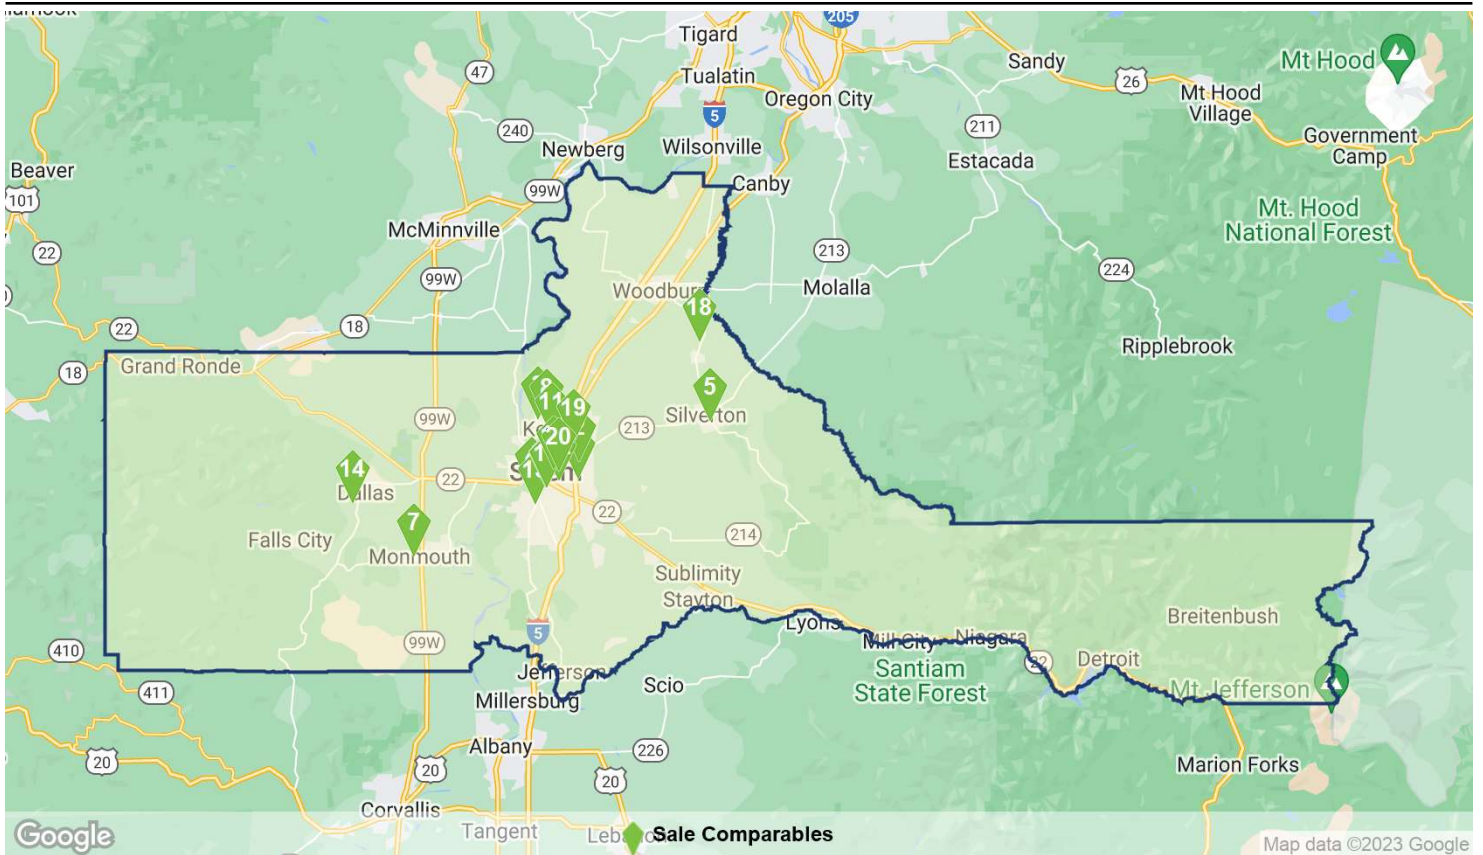 205
Tigard
47
Sandy
Mt Hood
Tualatin
26
Oregon City
Mt Hood
Village
5
240
211
Government
Camp
Newberg
Wilsonville
Estacada
Beaver
99W
Canby
101
Mt. Hood
National Forest
McMinnville
22
213
99W
224
Molalla
18
22
18
Ripplebrook
Grand Ronde
18
5
8
11
19
99W
213
Silverton
20
14
22
Dallas
22
7
Falls City
214
Monmouth
Sublimity
Stayton
Breitenbush
Lyons
5
99W
Mill City
Niagara
410
22
Detroit
Jefferson
Santiam
State Forest
Scio
Mt Jefferson
411
Millersburg
Albany
226
20
Marion Forks
20
20
Corvallis
Tangent
Sale Comparables
Google
Map data ©2023 Google